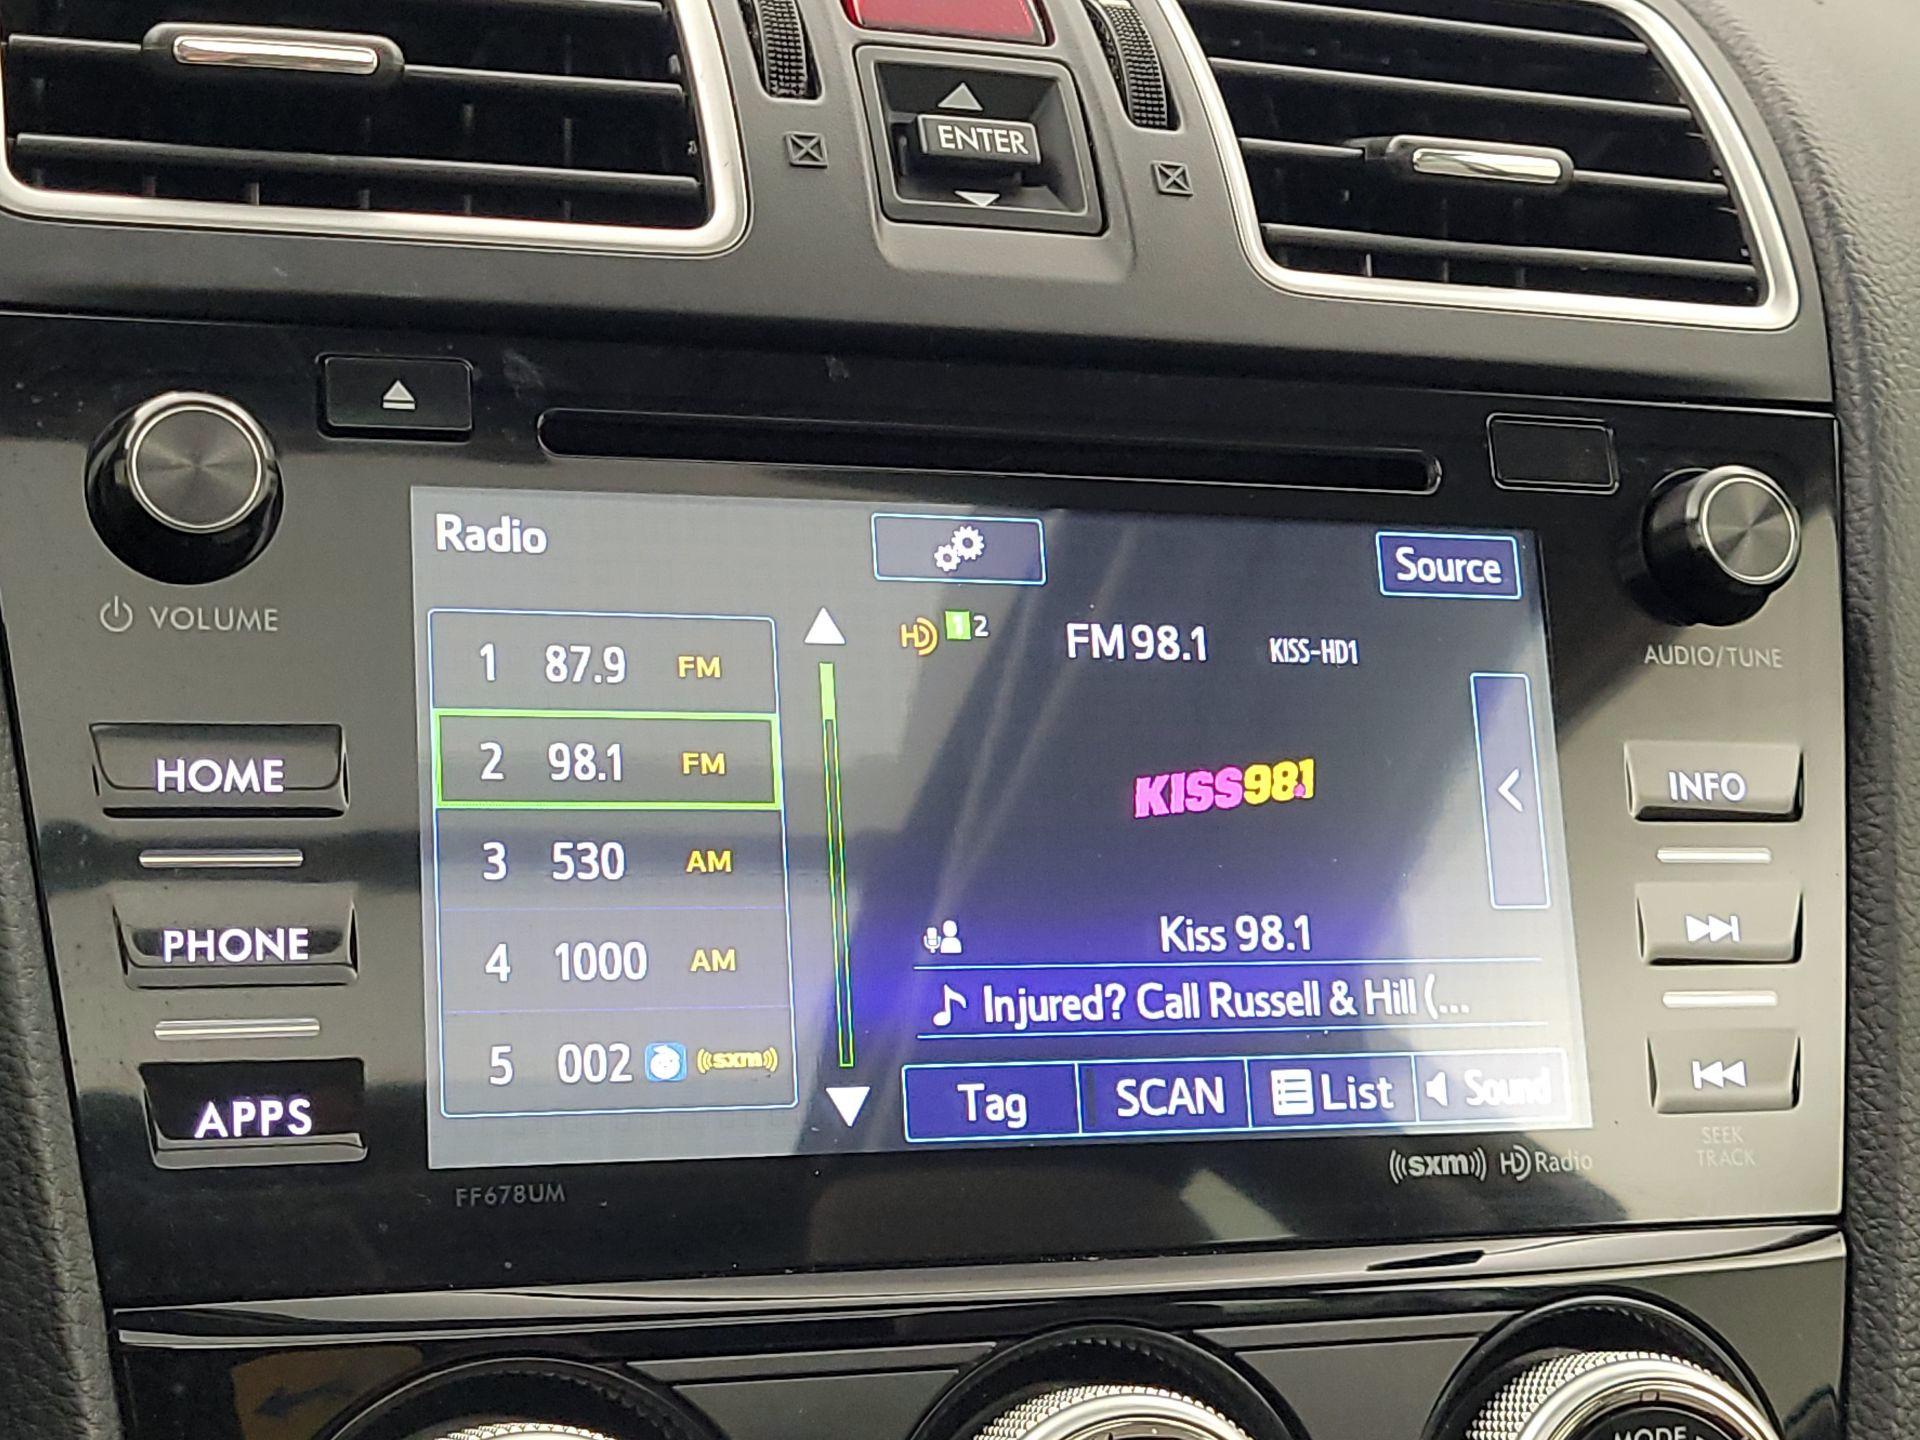 ENTER
VOLUME
AUDIO/TUNE
HOME
PHONE
APPS
INFO
SEEK
TRACK
Radio
Source
1 87.9 FM
2 98.1 FM
3 530 AM
4 1000 AM
5 002 ((sxm))
HD 1 2
FM 98.1 KISS-HD1
KISS98.1
Kiss 98.1
Injured? Call Russell & Hill (...
Tag SCAN List Sound
FF678UM
((sxm)) HD Radio
MODE